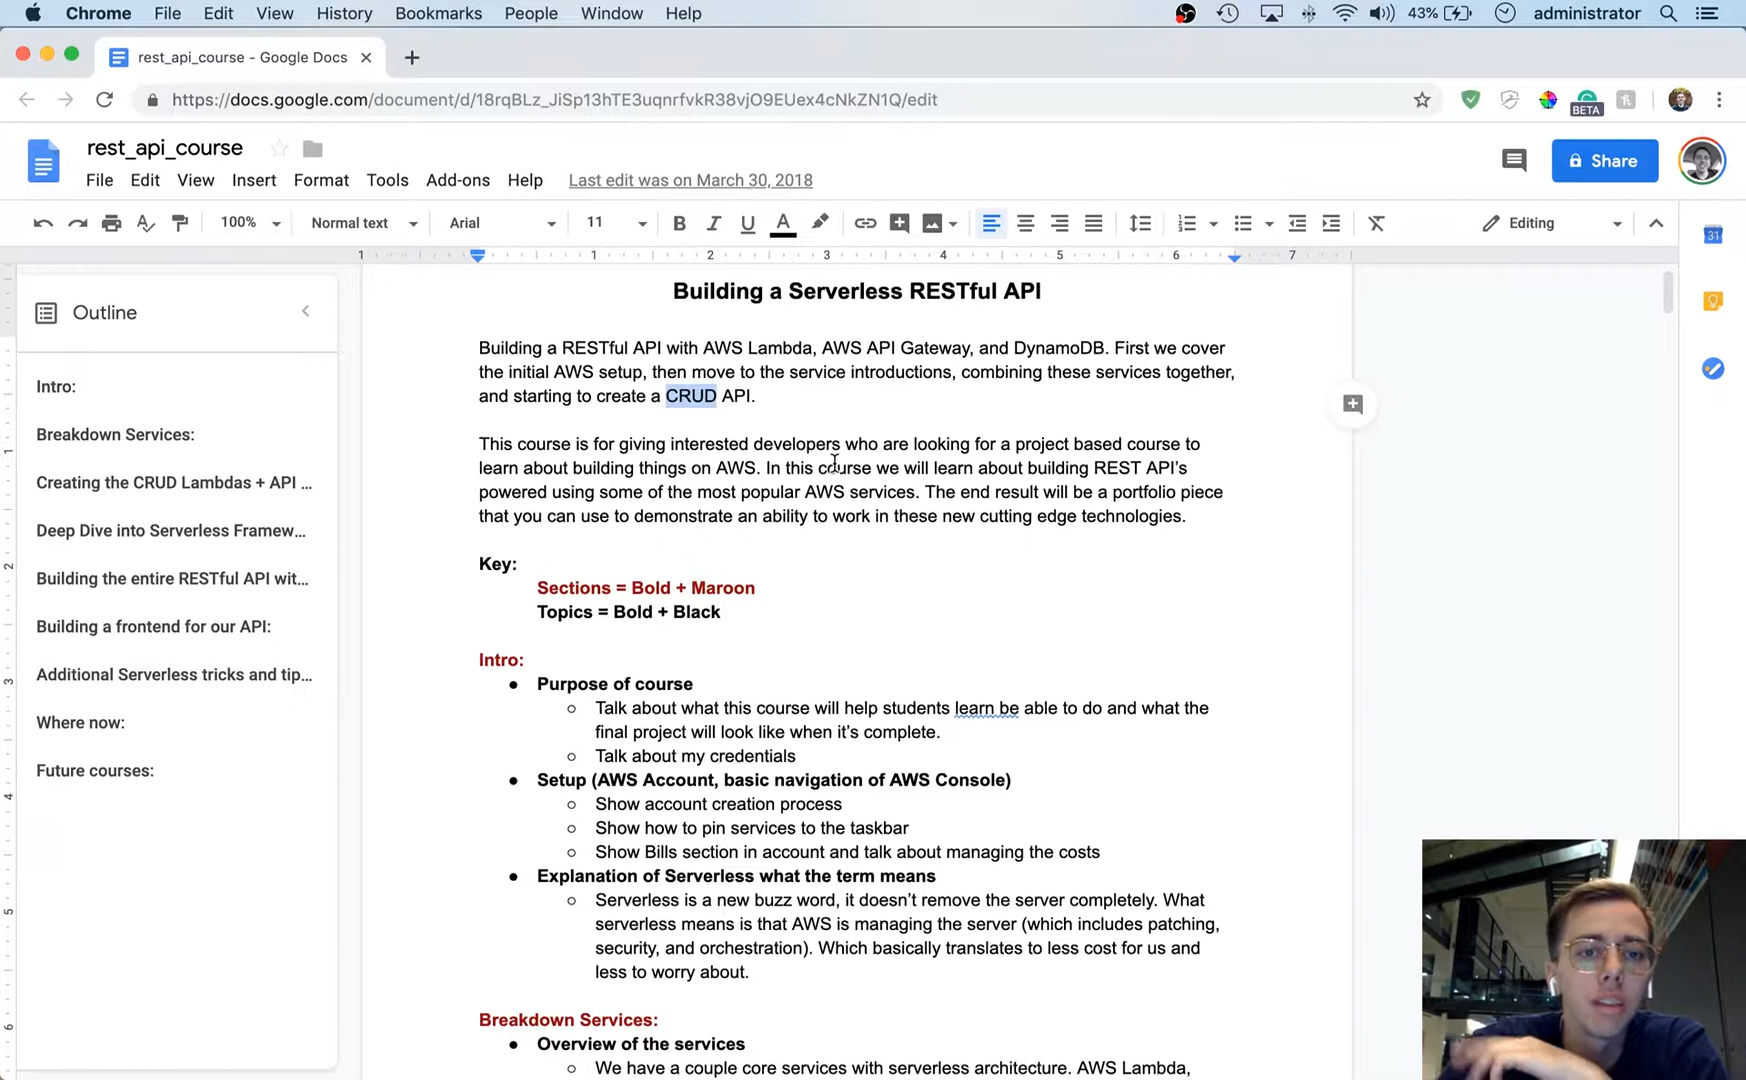 Chrome File Edit View History Bookmarks People Window Help 43% administrator
rest_api_course - Google Docs
https://docs.google.com/document/d/18rqBLz_JiSp13hTE3uqnrfvkR38vjO9EUex4cNkZN1Q/edit
BETA
rest_api_course
File Edit View Insert Format Tools Add-ons Help Last edit was on March 30, 2018
Share
100% Normal text Arial 11 B I U A Editing
31
1 1 2 3 4 5 6 7
Outline
Intro:
Breakdown Services:
Creating the CRUD Lambdas + API ...
Deep Dive into Serverless Framew...
Building the entire RESTful API wit...
Building a frontend for our API:
Additional Serverless tricks and tip...
Where now:
Future courses:
1
2
3
4
5
6
Building a Serverless RESTful API
Building a RESTful API with AWS Lambda, AWS API Gateway, and DynamoDB. First we cover
the initial AWS setup, then move to the service introductions, combining these services together,
and starting to create a CRUD API.
This course is for giving interested developers who are looking for a project based course to
learn about building things on AWS. In this course we will learn about building REST API's
powered using some of the most popular AWS services. The end result will be a portfolio piece
that you can use to demonstrate an ability to work in these new cutting edge technologies.
Key:
Sections = Bold + Maroon
Topics = Bold + Black
Intro:
● Purpose of course
○ Talk about what this course will help students learn be able to do and what the
final project will look like when it's complete.
○ Talk about my credentials
● Setup (AWS Account, basic navigation of AWS Console)
○ Show account creation process
○ Show how to pin services to the taskbar
○ Show Bills section in account and talk about managing the costs
● Explanation of Serverless what the term means
○ Serverless is a new buzz word, it doesn't remove the server completely. What
serverless means is that AWS is managing the server (which includes patching,
security, and orchestration). Which basically translates to less cost for us and
less to worry about.
Breakdown Services:
● Overview of the services
○ We have a couple core services with serverless architecture. AWS Lambda,